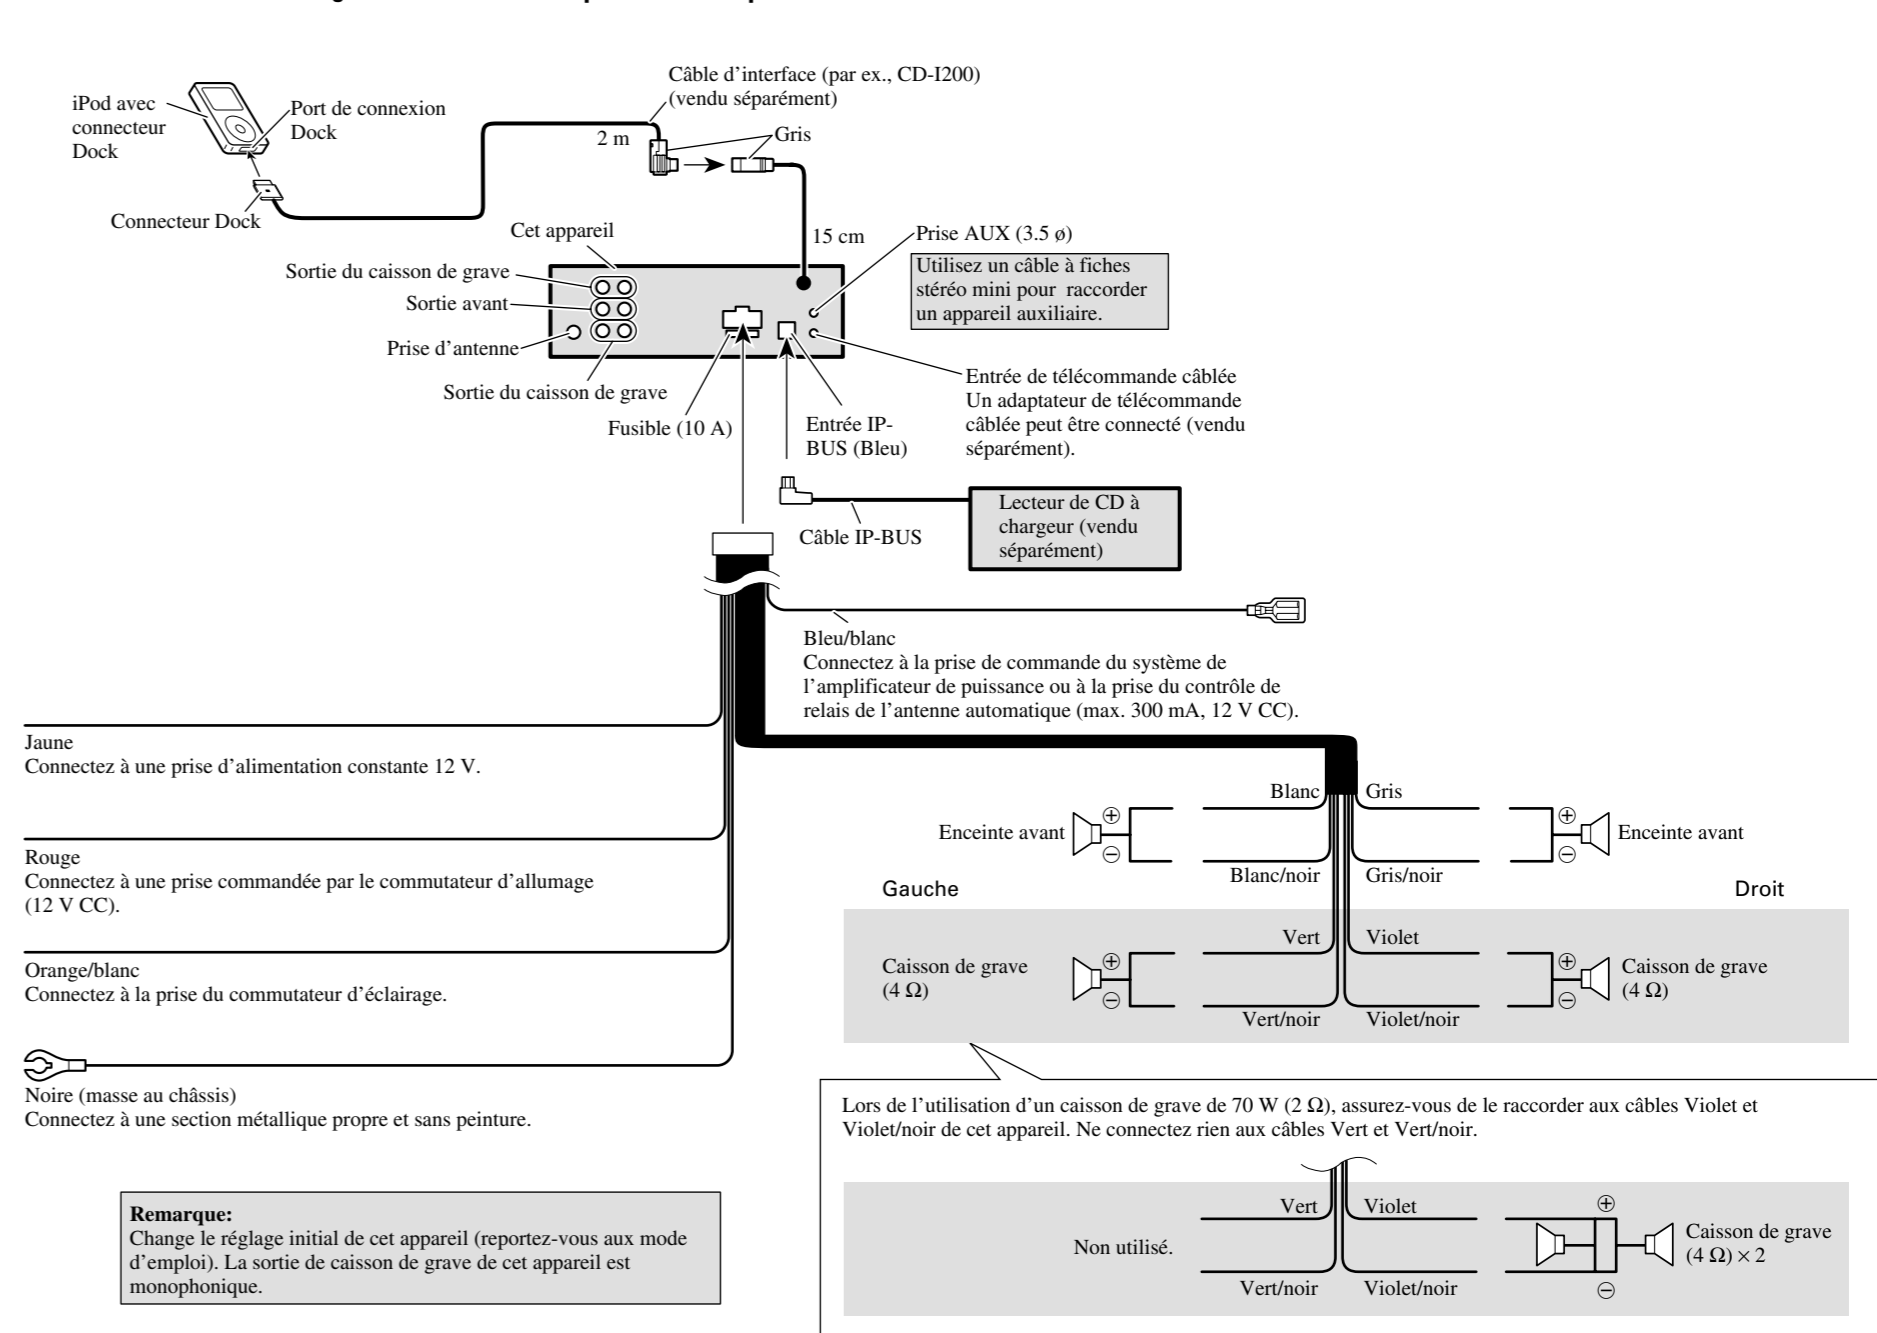 Câble d'interface (par ex., CD-I200)
(vendu séparément)
iPod avec
connecteur
Dock
Port de connexion
Dock
2 m
Gris
Connecteur Dock
Cet appareil
15 cm
Prise AUX (3.5 ø)
Utilisez un câble à fiches
stéréo mini pour raccorder
un appareil auxiliaire.
Sortie du caisson de grave
Sortie avant
Prise d'antenne
Sortie du caisson de grave
Fusible (10 A)
Entrée IP-
BUS (Bleu)
Entrée de télécommande câblée
Un adaptateur de télécommande
câblée peut être connecté (vendu
séparément).
Lecteur de CD à
chargeur (vendu
séparément)
Câble IP-BUS
Bleu/blanc
Connectez à la prise de commande du système de
l'amplificateur de puissance ou à la prise du contrôle de
relais de l'antenne automatique (max. 300 mA, 12 V CC).
Jaune
Connectez à une prise d'alimentation constante 12 V.
Rouge
Connectez à une prise commandée par le commutateur d'allumage
(12 V CC).
Orange/blanc
Connectez à la prise du commutateur d'éclairage.
Noire (masse au châssis)
Connectez à une section métallique propre et sans peinture.
Blanc
Gris
Enceinte avant
⊕
⊖
⊕
⊖
Enceinte avant
Blanc/noir
Gris/noir
Gauche
Droit
Vert
Violet
Caisson de grave
(4 Ω)
⊕
⊖
⊕
⊖
Caisson de grave
(4 Ω)
Vert/noir
Violet/noir
Lors de l'utilisation d'un caisson de grave de 70 W (2 Ω), assurez-vous de le raccorder aux câbles Violet et
Violet/noir de cet appareil. Ne connectez rien aux câbles Vert et Vert/noir.
Vert
Violet
⊕
Non utilisé.
Caisson de grave
(4 Ω) × 2
Vert/noir
Violet/noir
⊖
Remarque:
Change le réglage initial de cet appareil (reportez-vous aux mode
d'emploi). La sortie de caisson de grave de cet appareil est
monophonique.